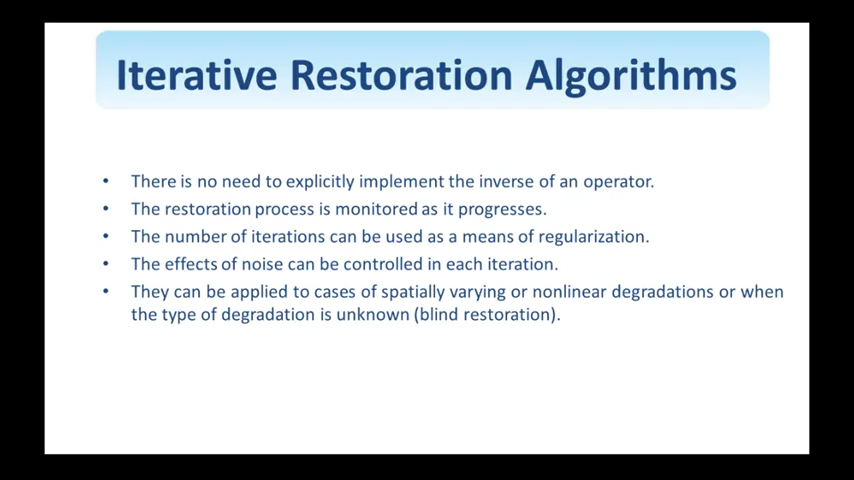 Iterative Restoration Algorithms
• There is no need to explicitly implement the inverse of an operator.
• The restoration process is monitored as it progresses.
• The number of iterations can be used as a means of regularization.
• The effects of noise can be controlled in each iteration.
• They can be applied to cases of spatially varying or nonlinear degradations or when
the type of degradation is unknown (blind restoration).